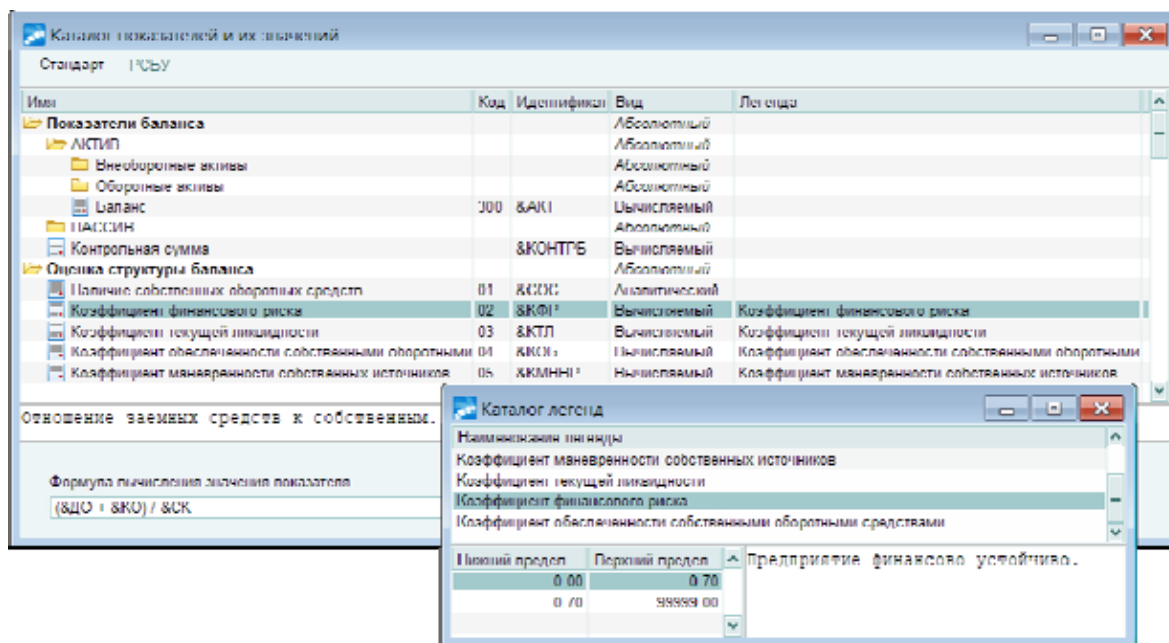 Каталог показателей и их значений
Стандарт РСБУ
Имя Код Идентификат Вид Легенда
Показатели баланса Абсолютный
АКТИВ Абсолютный
Внеоборотные активы Абсолютный
Оборотные активы Абсолютный
Баланс 300 &АКТ Вычисляемый
ПАССИВ Абсолютный
Контрольная сумма &КОНТРБ Вычисляемый
Оценка структуры баланса Абсолютный
Наличие собственных оборотных средств 01 &СОС Аналитический
Коэффициент финансового риска 02 &КФР Вычисляемый Коэффициент финансового риска
Коэффициент текущей ликвидности 03 &КТЛ Вычисляемый Коэффициент текущей ликвидности
Коэффициент обеспеченности собственными оборотными 04 Вычисляемый Коэффициент обеспеченности собственными оборотными
Коэффициент маневренности собственных источников 05 Вычисляемый Коэффициент маневренности собственных источников
Отношение заемных средств к собственным.
Формула вычисления значения показателя
(&ДО + &КО) / &СК
Каталог легенд
Наименование легенды
Коэффициент маневренности собственных источников
Коэффициент текущей ликвидности
Коэффициент финансового риска
Коэффициент обеспеченности собственными оборотными средствами
Нижний предел Верхний предел Предприятие финансово устойчиво.
0.00 0.70
0.70 99999.00